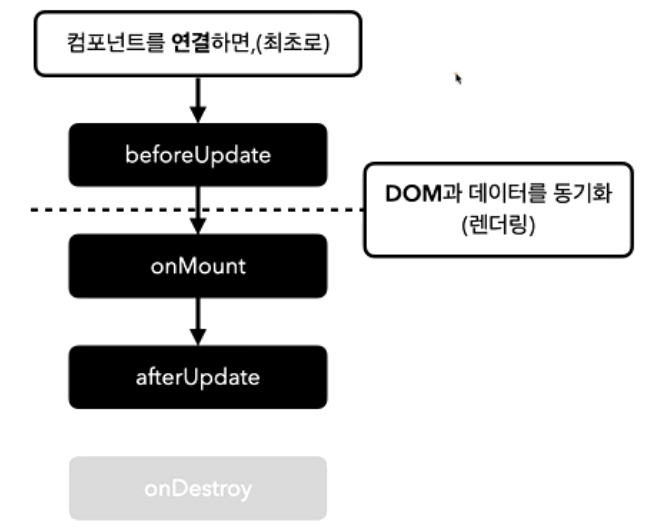 컴포넌트를 연결하면,(최초로)
beforeUpdate
DOM과 데이터를 동기화
(렌더링)
onMount
afterUpdate
onDestroy